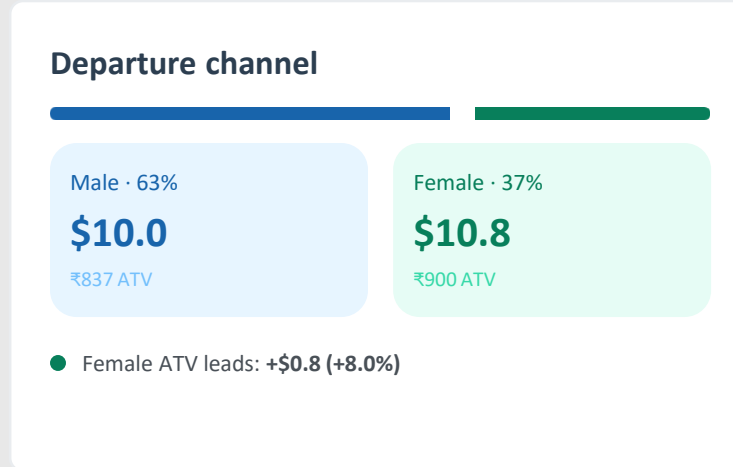 Departure channel
Male · 63%
$10.0
₹837 ATV
Female · 37%
$10.8
₹900 ATV
Female ATV leads: +$0.8 (+8.0%)